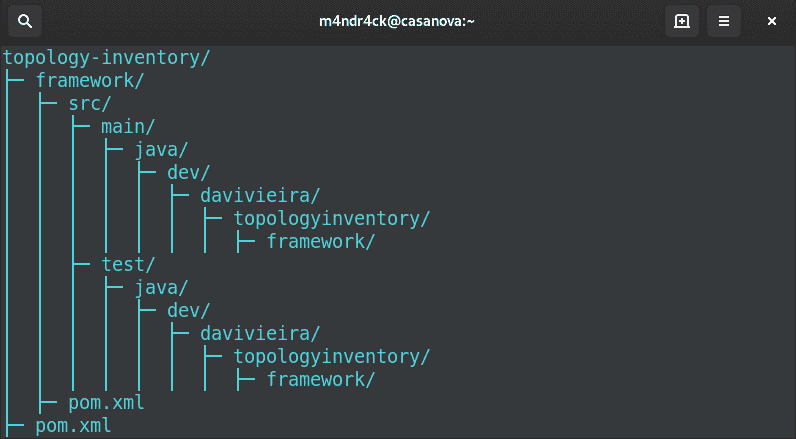 m4ndr4ck@casanova:~
topology-inventory/
├─ framework/
│  ├─ src/
│  │  ├─ main/
│  │  │  ├─ java/
│  │  │  │  ├─ dev/
│  │  │  │  │  ├─ davivieira/
│  │  │  │  │  │  ├─ topologyinventory/
│  │  │  │  │  │  │  ├─ framework/
│  │  ├─ test/
│  │  │  ├─ java/
│  │  │  │  ├─ dev/
│  │  │  │  │  ├─ davivieira/
│  │  │  │  │  │  ├─ topologyinventory/
│  │  │  │  │  │  │  ├─ framework/
│  ├─ pom.xml
├─ pom.xml